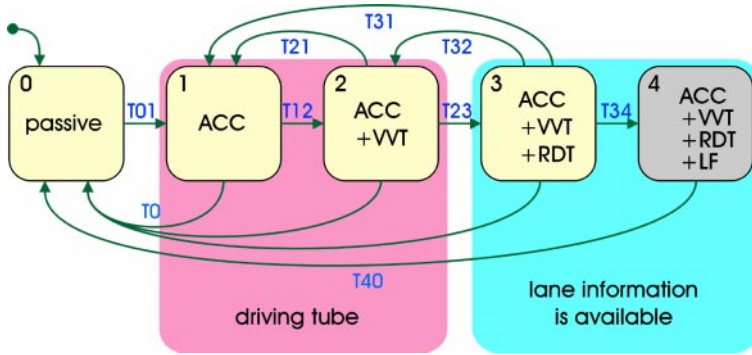 T31
T21
T32
0
1
2
3
4
passive
T01
ACC
T12
ACC
+VVT
T23
ACC
+VVT
+RDT
T34
ACC
+VVT
+RDT
+LF
T0
T40
driving tube
lane information
is available